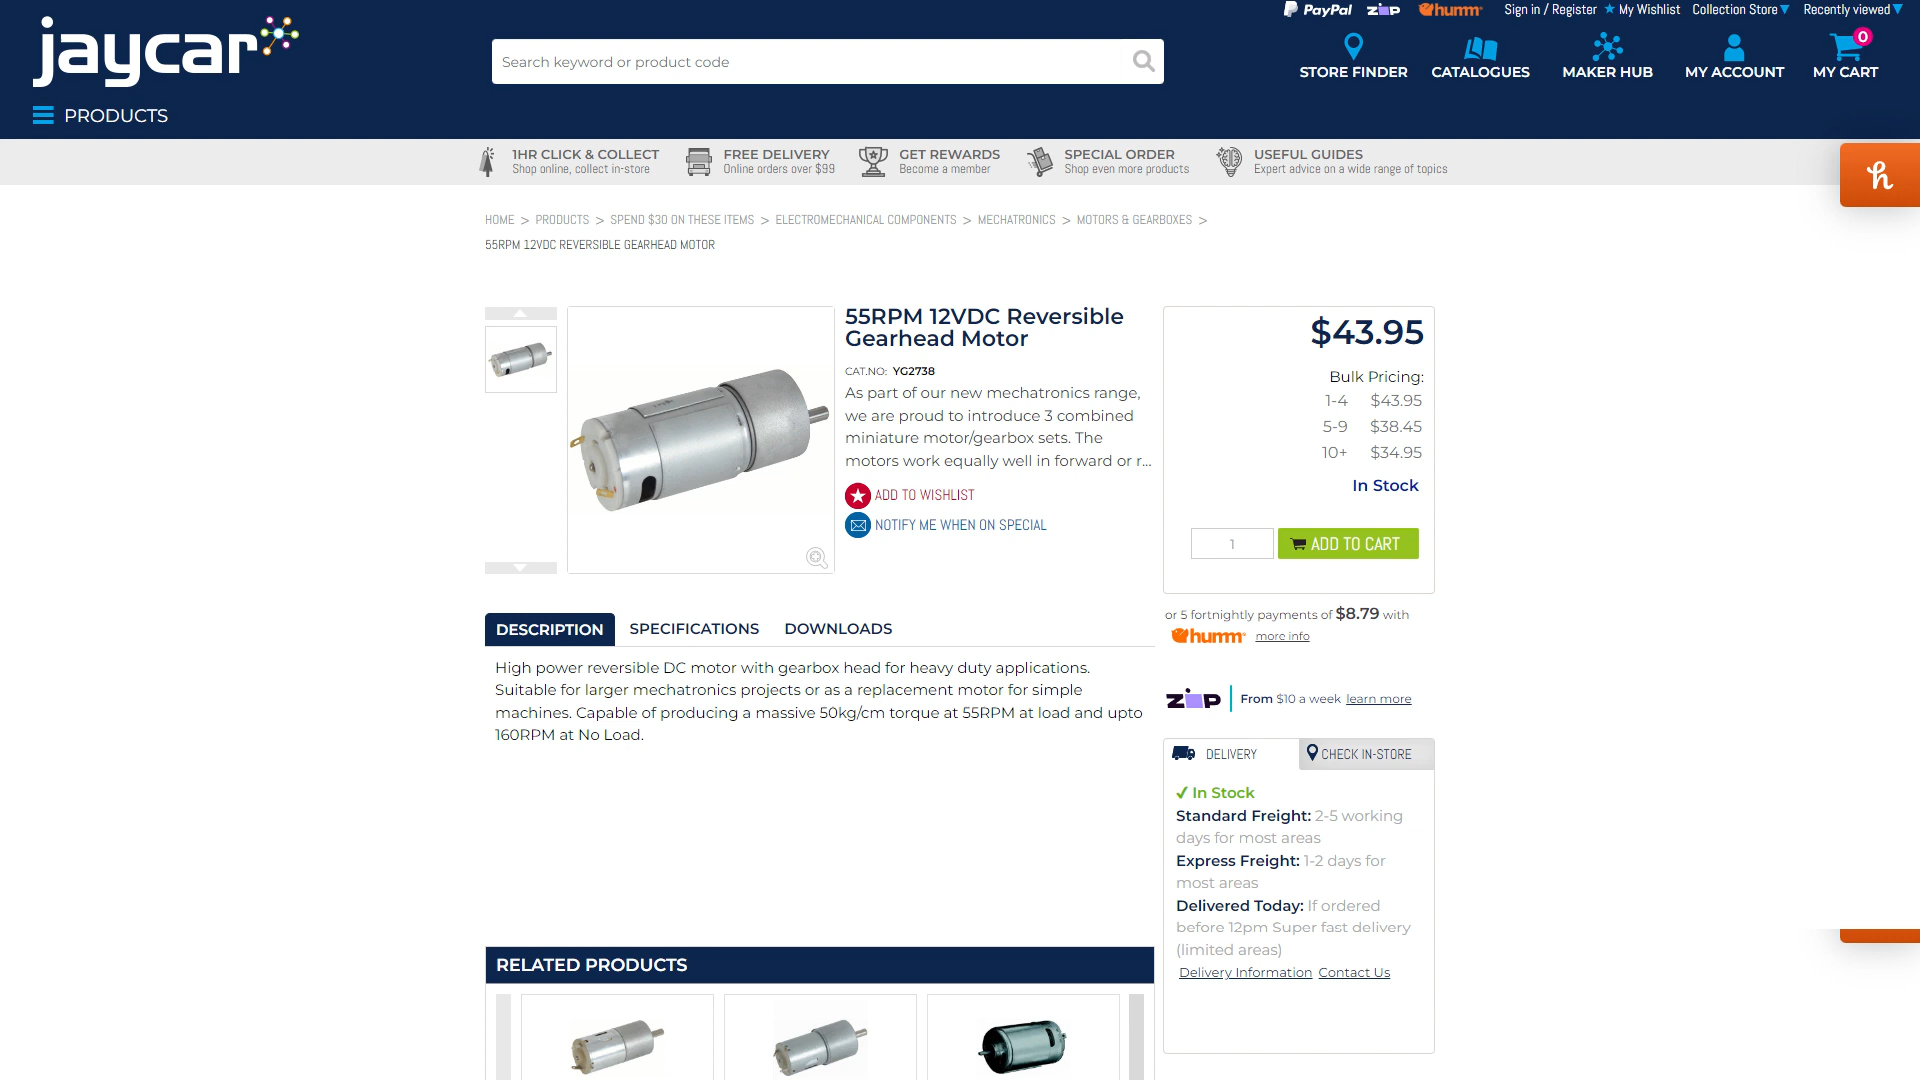 PayPal zip humm Sign in / Register My Wishlist Collection Store Recently viewed
jaycar
Search keyword or product code
0
STORE FINDER CATALOGUES MAKER HUB MY ACCOUNT MY CART
PRODUCTS
1HR CLICK & COLLECT
Shop online, collect in-store
FREE DELIVERY
Online orders over $99
GET REWARDS
Become a member
SPECIAL ORDER
Shop even more products
USEFUL GUIDES
Expert advice on a wide range of topics
h
HOME > PRODUCTS > SPEND $30 ON THESE ITEMS > ELECTROMECHANICAL COMPONENTS > MECHATRONICS > MOTORS & GEARBOXES >
55RPM 12VDC REVERSIBLE GEARHEAD MOTOR
55RPM 12VDC Reversible
Gearhead Motor
CAT.NO: YG2738
As part of our new mechatronics range,
we are proud to introduce 3 combined
miniature motor/gearbox sets. The
motors work equally well in forward or r...
ADD TO WISHLIST
NOTIFY ME WHEN ON SPECIAL
$43.95
Bulk Pricing:
1-4 $43.95
5-9 $38.45
10+ $34.95
In Stock
1 ADD TO CART
or 5 fortnightly payments of $8.79 with
humm more info
zip From $10 a week learn more
DESCRIPTION SPECIFICATIONS DOWNLOADS
High power reversible DC motor with gearbox head for heavy duty applications.
Suitable for larger mechatronics projects or as a replacement motor for simple
machines. Capable of producing a massive 50kg/cm torque at 55RPM at load and upto
160RPM at No Load.
DELIVERY CHECK IN-STORE
In Stock
Standard Freight: 2-5 working
days for most areas
Express Freight: 1-2 days for
most areas
Delivered Today: If ordered
before 12pm Super fast delivery
(limited areas)
Delivery Information Contact Us
RELATED PRODUCTS